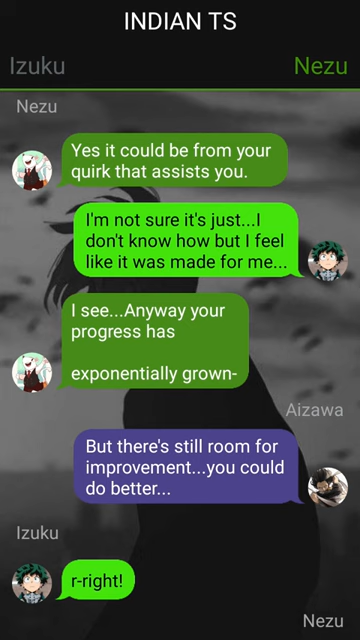 INDIAN TS
Izuku Nezu
Nezu
Yes it could be from your
quirk that assists you.
I'm not sure it's just...I
don't know how but I feel
like it was made for me...
I see...Anyway your
progress has
exponentially grown-
Aizawa
But there's still room for
improvement...you could
do better...
Izuku
r-right!
Nezu